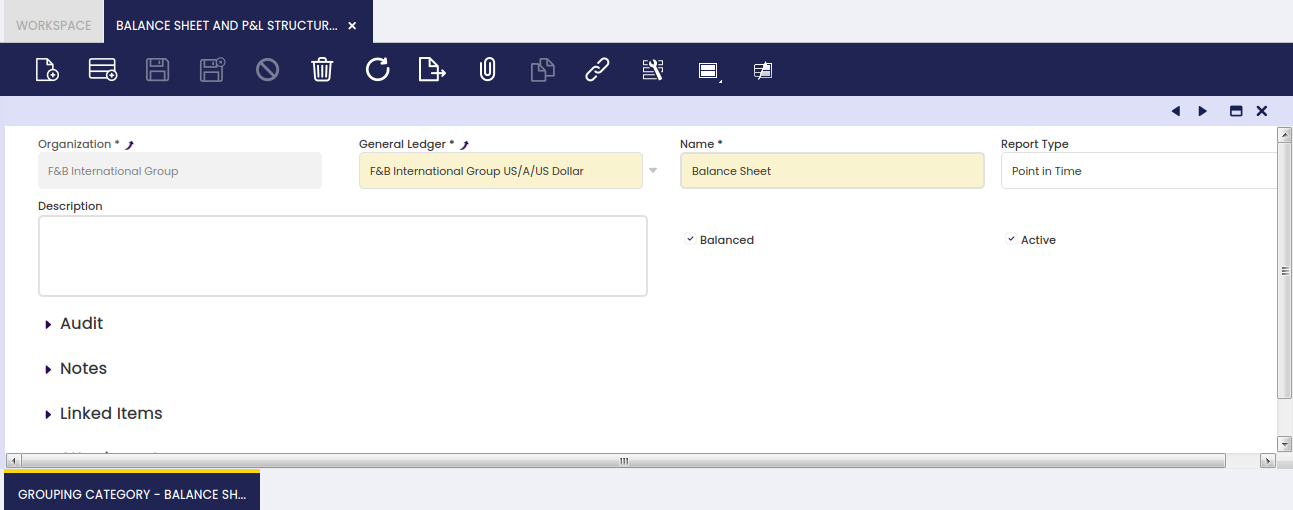 WORKSPACE
BALANCE SHEET AND P&L STRUCTUR...
Organization *
General Ledger *
Name *
Report Type
F&B International Group
F&B International Group US/A/US Dollar
Balance Sheet
Point in Time
Description
Balanced
Active
Audit
Notes
Linked Items
GROUPING CATEGORY - BALANCE SH...